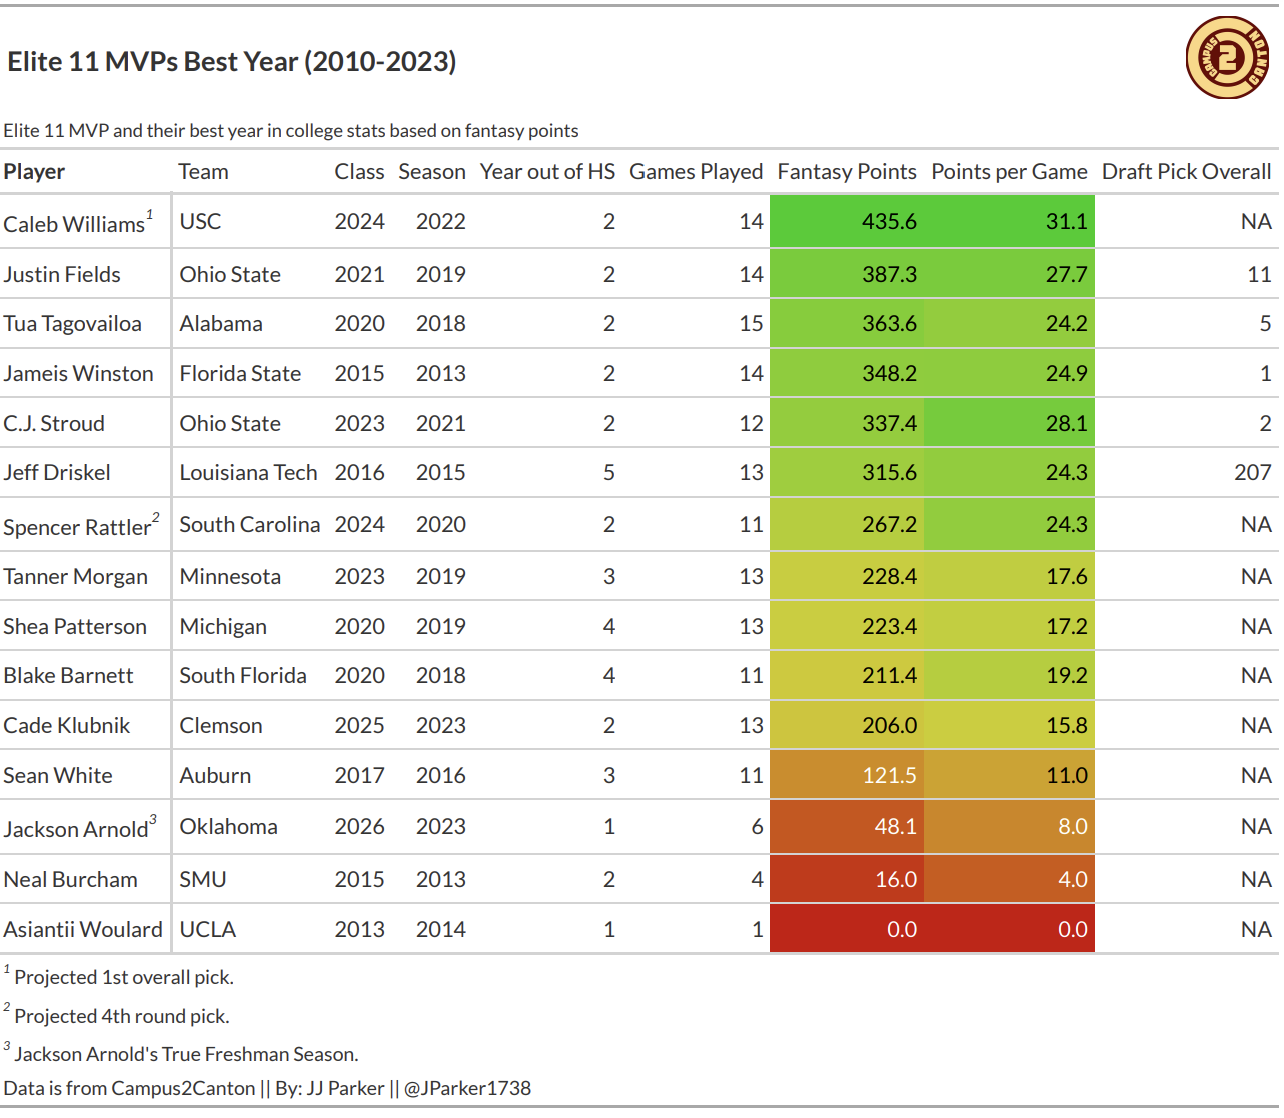 Elite 11 MVPs Best Year (2010-2023)
CAMPUS 2 CANTON
Elite 11 MVP and their best year in college stats based on fantasy points
Player Team Class Season Year out of HS Games Played Fantasy Points Points per Game Draft Pick Overall
Caleb Williams1 USC 2024 2022 2 14 435.6 31.1 NA
Justin Fields Ohio State 2021 2019 2 14 387.3 27.7 11
Tua Tagovailoa Alabama 2020 2018 2 15 363.6 24.2 5
Jameis Winston Florida State 2015 2013 2 14 348.2 24.9 1
C.J. Stroud Ohio State 2023 2021 2 12 337.4 28.1 2
Jeff Driskel Louisiana Tech 2016 2015 5 13 315.6 24.3 207
Spencer Rattler2 South Carolina 2024 2020 2 11 267.2 24.3 NA
Tanner Morgan Minnesota 2023 2019 3 13 228.4 17.6 NA
Shea Patterson Michigan 2020 2019 4 13 223.4 17.2 NA
Blake Barnett South Florida 2020 2018 4 11 211.4 19.2 NA
Cade Klubnik Clemson 2025 2023 2 13 206.0 15.8 NA
Sean White Auburn 2017 2016 3 11 121.5 11.0 NA
Jackson Arnold3 Oklahoma 2026 2023 1 6 48.1 8.0 NA
Neal Burcham SMU 2015 2013 2 4 16.0 4.0 NA
Asiantii Woulard UCLA 2013 2014 1 1 0.0 0.0 NA
1 Projected 1st overall pick.
2 Projected 4th round pick.
3 Jackson Arnold's True Freshman Season.
Data is from Campus2Canton || By: JJ Parker || @JParker1738